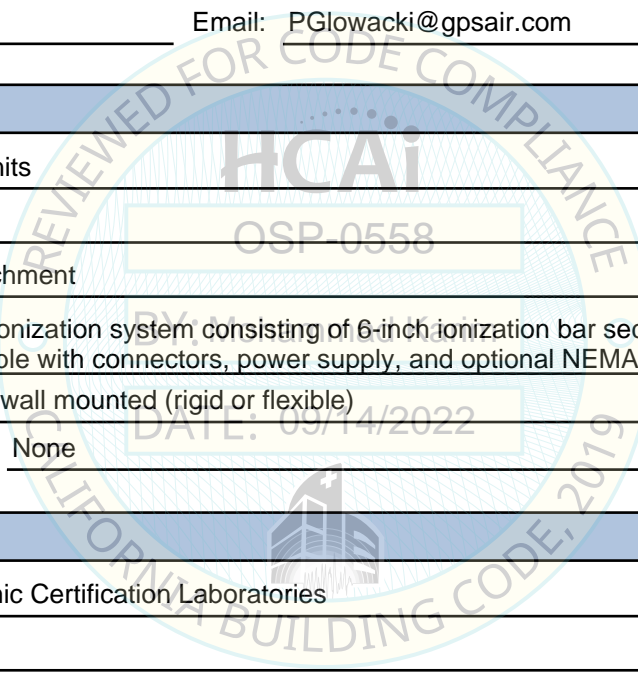 Email: PGlowacki@gpsair.com
REVIEWED FOR CODE COMPLIANCE
HCAi
nits
OSP-0558
chment
onization system consisting of 6-inch ionization bar sec
BY: Mohammad Karim
ble with connectors, power supply, and optional NEMA
wall mounted (rigid or flexible)
DATE: 09/14/2022
None
nic Certification Laboratories
CALIFORNIA BUILDING CODE, 2019